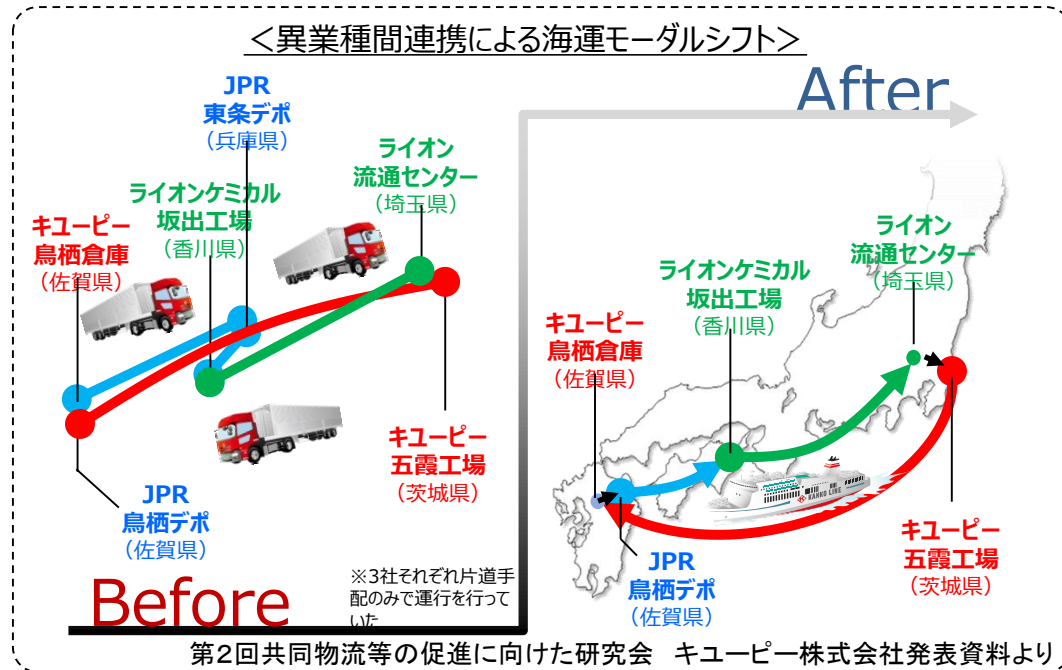 ＜異業種間連携による海運モーダルシフト＞
After
JPR
東条デポ
（兵庫県）
ライオン
流通センター
（埼玉県）
ライオンケミカル
坂出工場
（香川県）
キユーピー
鳥栖倉庫
（佐賀県）
キユーピー
五霞工場
（茨城県）
JPR
鳥栖デポ
（佐賀県）
Before
※3社それぞれ片道手
配のみで運行を行って
いた
ライオン
流通センター
（埼玉県）
ライオンケミカル
坂出工場
（香川県）
キユーピー
鳥栖倉庫
（佐賀県）
KANKO LINE
キユーピー
五霞工場
（茨城県）
JPR
鳥栖デポ
（佐賀県）
第2回共同物流等の促進に向けた研究会　キユーピー株式会社発表資料より